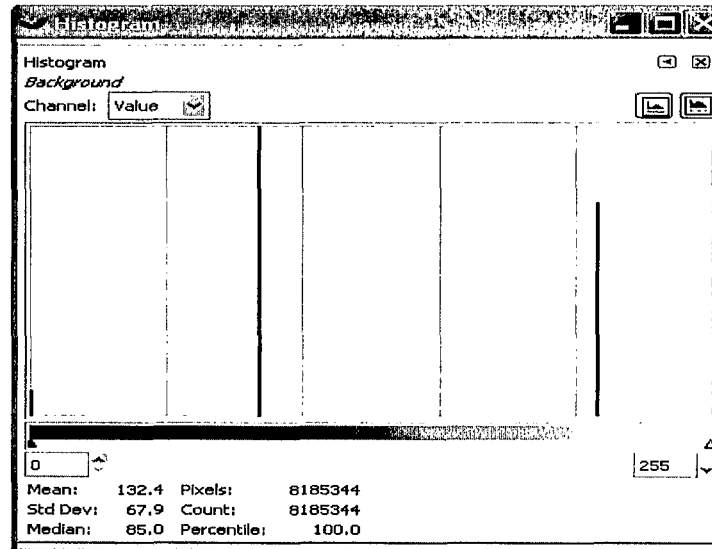 Histogram
Histogram
Background
Channel: Value
0 255
Mean: 132.4 Pixels: 8185344
Std Dev: 67.9 Count: 8185344
Median: 85.0 Percentile: 100.0